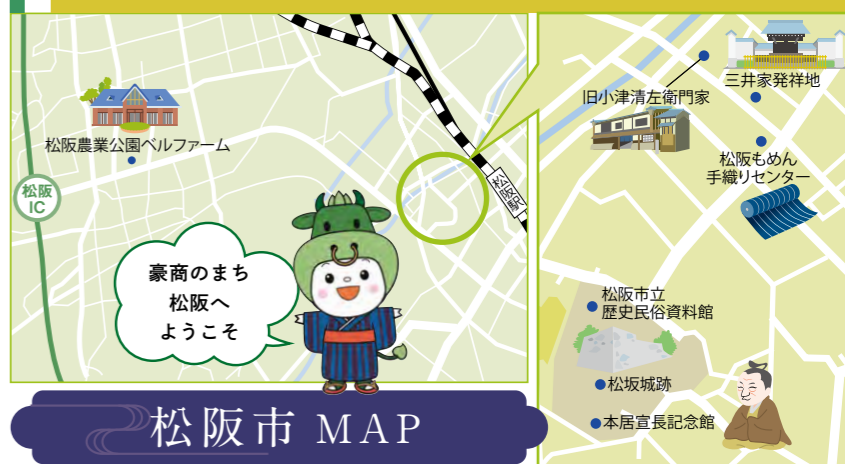 松阪農業公園ベルファーム
松阪
IC
松阪駅
豪商のまち
松阪へ
ようこそ
松阪市 MAP
三井家発祥地
旧小津清左衛門家
松阪もめん
手織りセンター
松阪市立
歴史民俗資料館
松坂城跡
本居宣長記念館